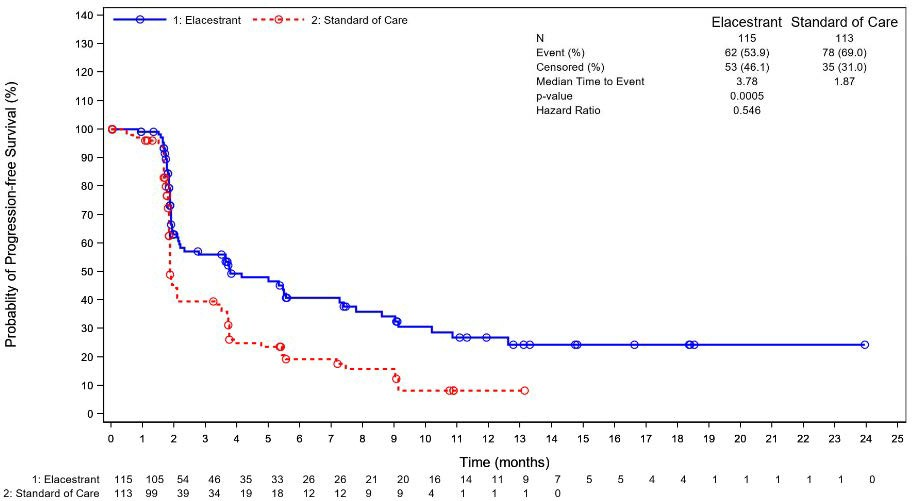 1: Elacestrant 2: Standard of Care
Elacestrant Standard of Care
N 115 113
Event (%) 62 (53.9) 78 (69.0)
Censored (%) 53 (46.1) 35 (31.0)
Median Time to Event 3.78 1.87
p-value 0.0005
Hazard Ratio 0.546
Probablity of Progression-free Survival (%)
140
130
120
110
100
90
80
70
60
50
40
30
20
10
0
0 1 2 3 4 5 6 7 8 9 10 11 12 13 14 15 16 17 18 19 20 21 22 23 24 25
Time (months)
1: Elacestrant 115 105 54 46 35 33 26 26 21 20 16 14 11 9 7 5 5 4 4 1 1 1 1 1 0
2: Standard of Care 113 99 39 34 19 18 12 12 9 9 4 1 1 1 0